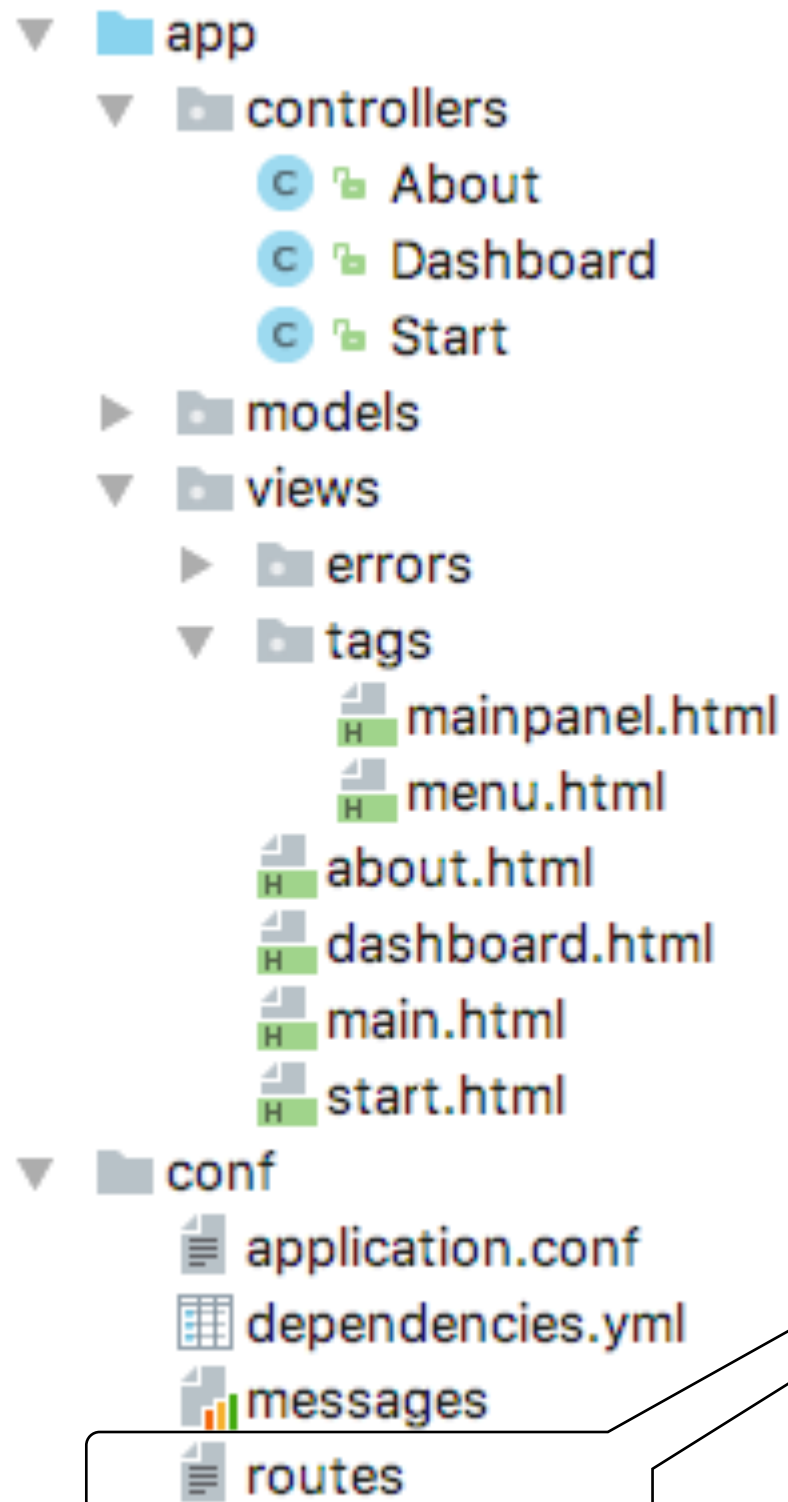 app
controllers
C About
C Dashboard
C Start
models
views
errors
tags
H mainpanel.html
H menu.html
H about.html
H dashboard.html
H main.html
H start.html
conf
application.conf
dependencies.yml
messages
routes